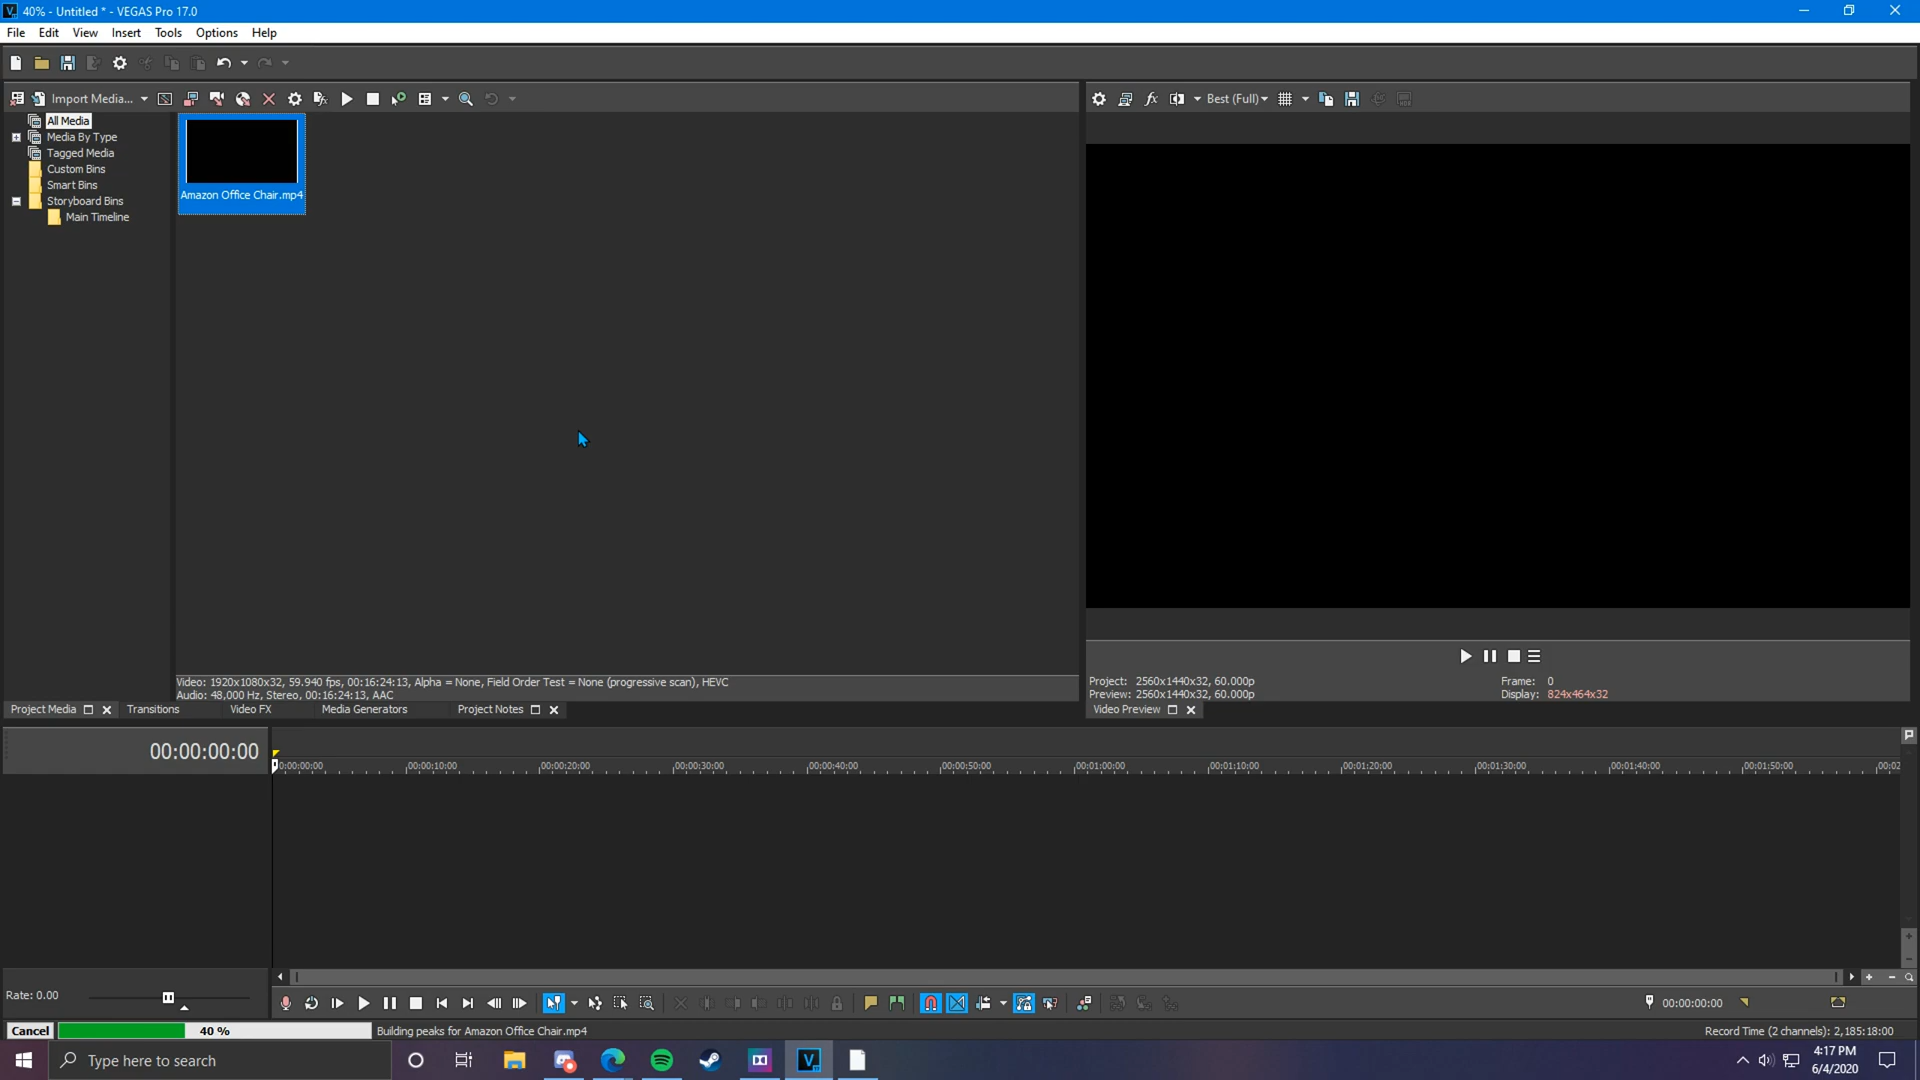 40% - Untitled * - VEGAS Pro 17.0
File Edit View Insert Tools Options Help
Import Media...
Best (Full)
All Media
Media By Type
Tagged Media
Custom Bins
Smart Bins
Storyboard Bins
Main Timeline
Amazon Office Chair.mp4
Video: 1920x1080x32, 59.940 fps, 00:16:24:13, Alpha = None, Field Order Test = None (progressive scan), HEVC
Audio: 48,000 Hz, Stereo, 00:16:24:13, AAC
Project Media Transitions Video FX Media Generators Project Notes
Project: 2560x1440x32, 60.000p
Preview: 2560x1440x32, 60.000p
Frame: 0
Display: 824x464x32
Video Preview
00:00:00:00
0:00:00:00 00:00:10:00 00:00:20:00 00:00:30:00 00:00:40:00 00:00:50:00 00:01:00:00 00:01:10:00 00:01:20:00 00:01:30:00 00:01:40:00 00:01:50:00 00:02
Rate: 0.00
00:00:00:00
Cancel 40 % Building peaks for Amazon Office Chair.mp4
Record Time (2 channels): 2,185:18:00
Type here to search
4:17 PM
6/4/2020